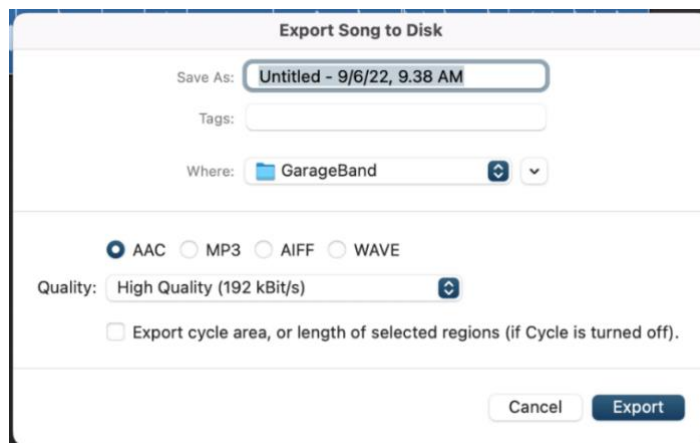 Export Song to Disk
Save As: Untitled - 9/6/22, 9.38 AM
Tags:
Where: GarageBand
AAC MP3 AIFF WAVE
Quality: High Quality (192 kBit/s)
Export cycle area, or length of selected regions (if Cycle is turned off).
Cancel Export